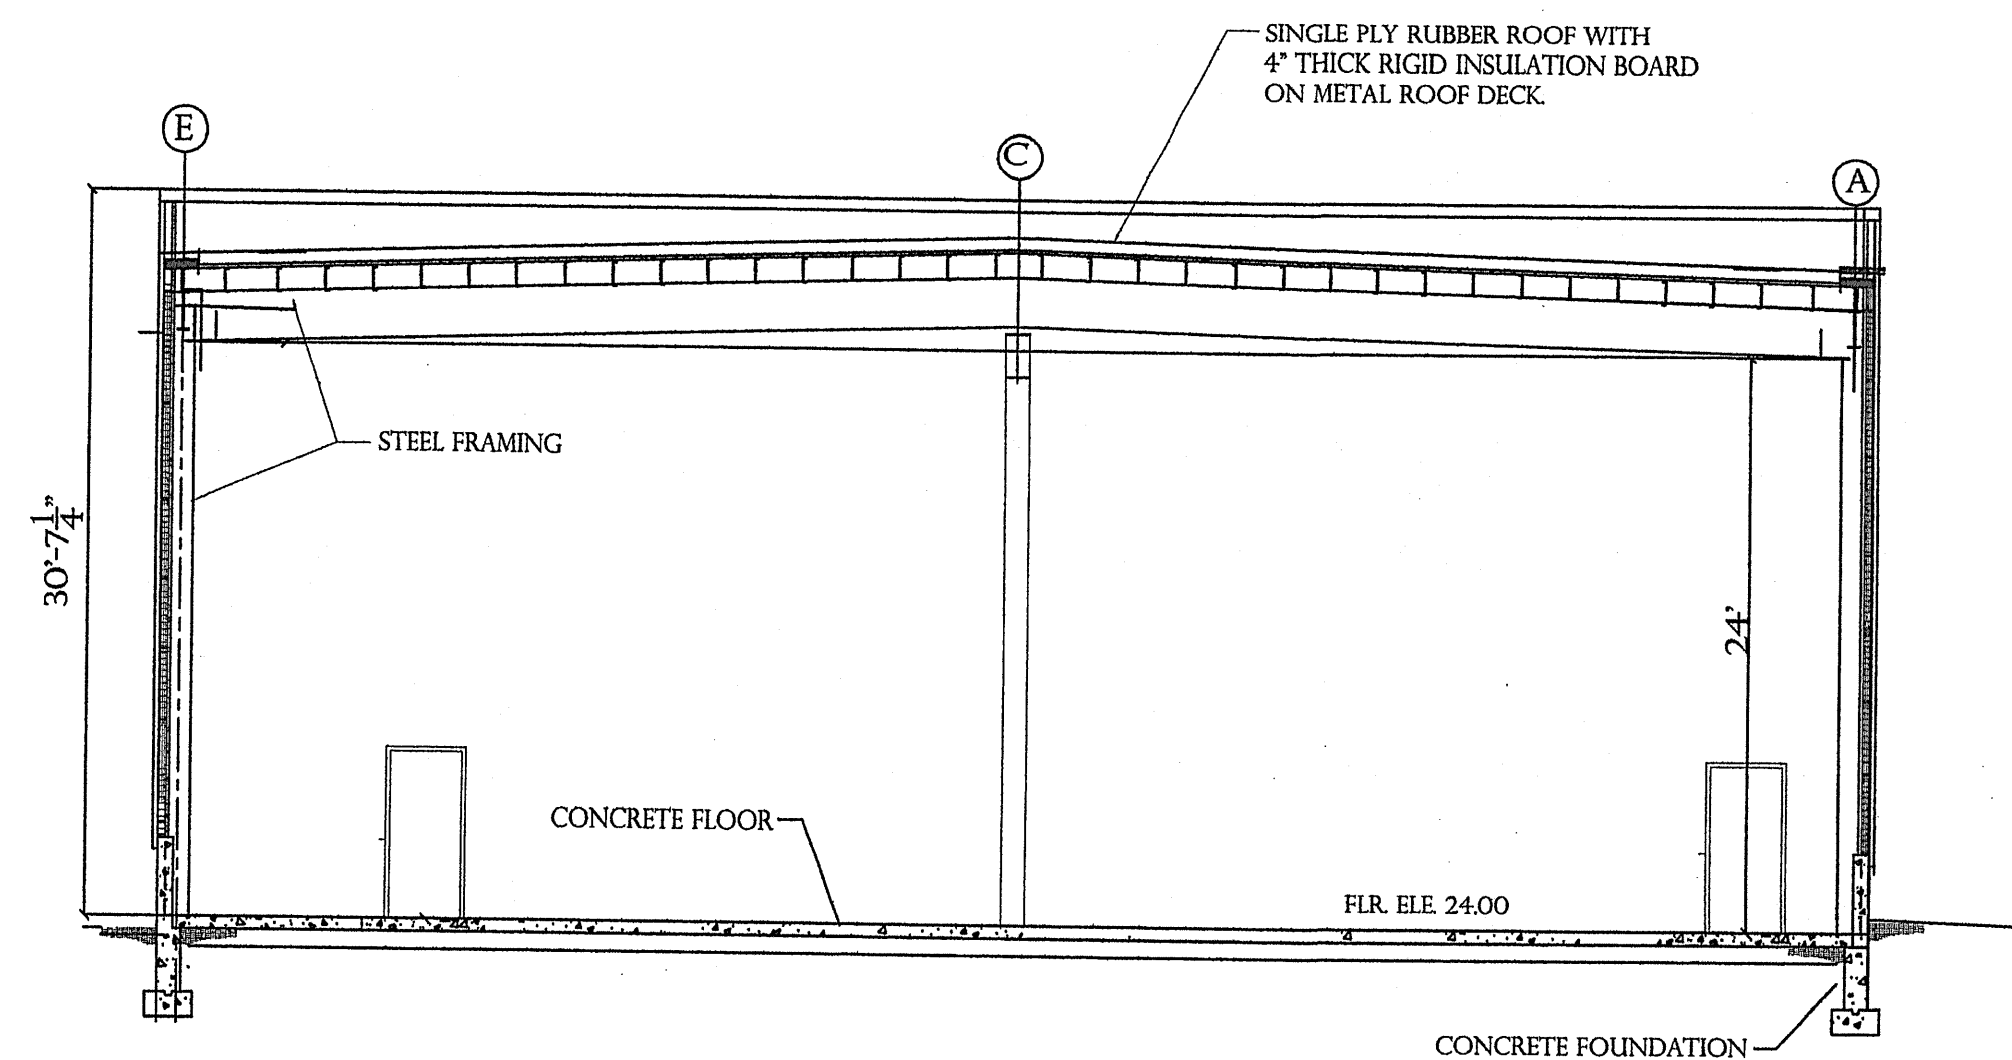 SINGLE PLY RUBBER ROOF WITH
4" THICK RIGID INSULATION BOARD
ON METAL ROOF DECK.
E
C
A
STEEL FRAMING
30'-7 1/4"
24'
CONCRETE FLOOR
FLR. ELE. 24.00
CONCRETE FOUNDATION